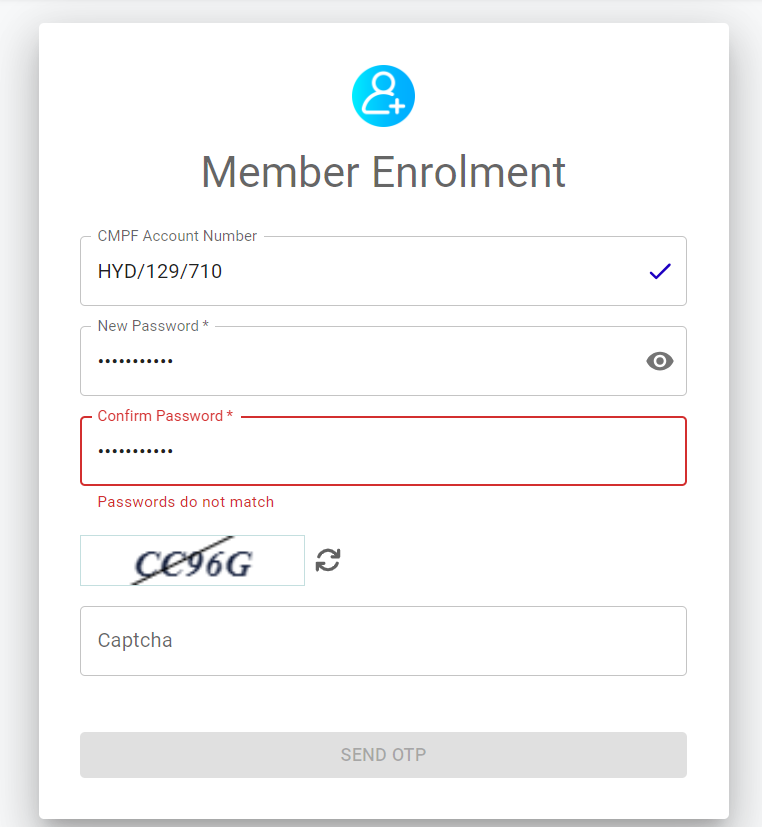 Member Enrolment
CMPF Account Number
HYD/129/710
New Password *
•••••••••••
Confirm Password *
•••••••••••
Passwords do not match
Captcha
SEND OTP